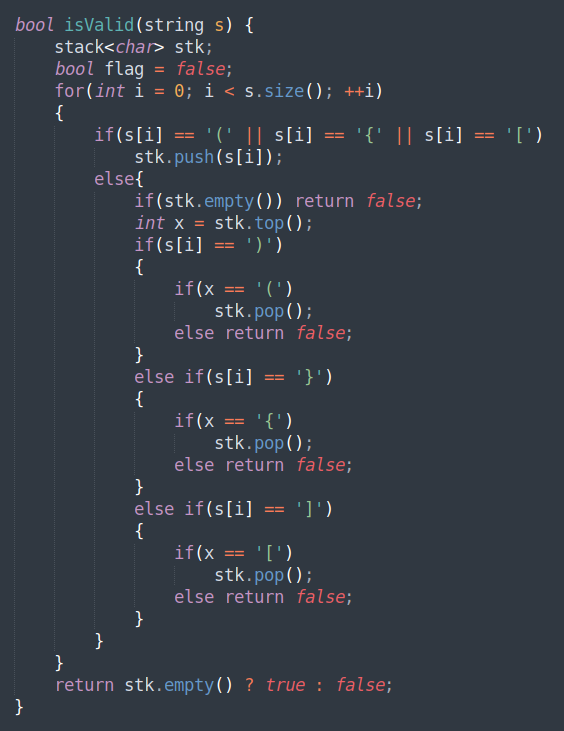 bool isValid(string s) {
    stack<char> stk;
    bool flag = false;
    for(int i = 0; i < s.size(); ++i)
    {
        if(s[i] == '(' || s[i] == '{' || s[i] == '[')
            stk.push(s[i]);
        else{
            if(stk.empty()) return false;
            int x = stk.top();
            if(s[i] == ')')
            {
                if(x == '(')
                    stk.pop();
                else return false;
            }
            else if(s[i] == '}')
            {
                if(x == '{')
                    stk.pop();
                else return false;
            }
            else if(s[i] == ']')
            {
                if(x == '[')
                    stk.pop();
                else return false;
            }
        }
    }
    return stk.empty() ? true : false;
}